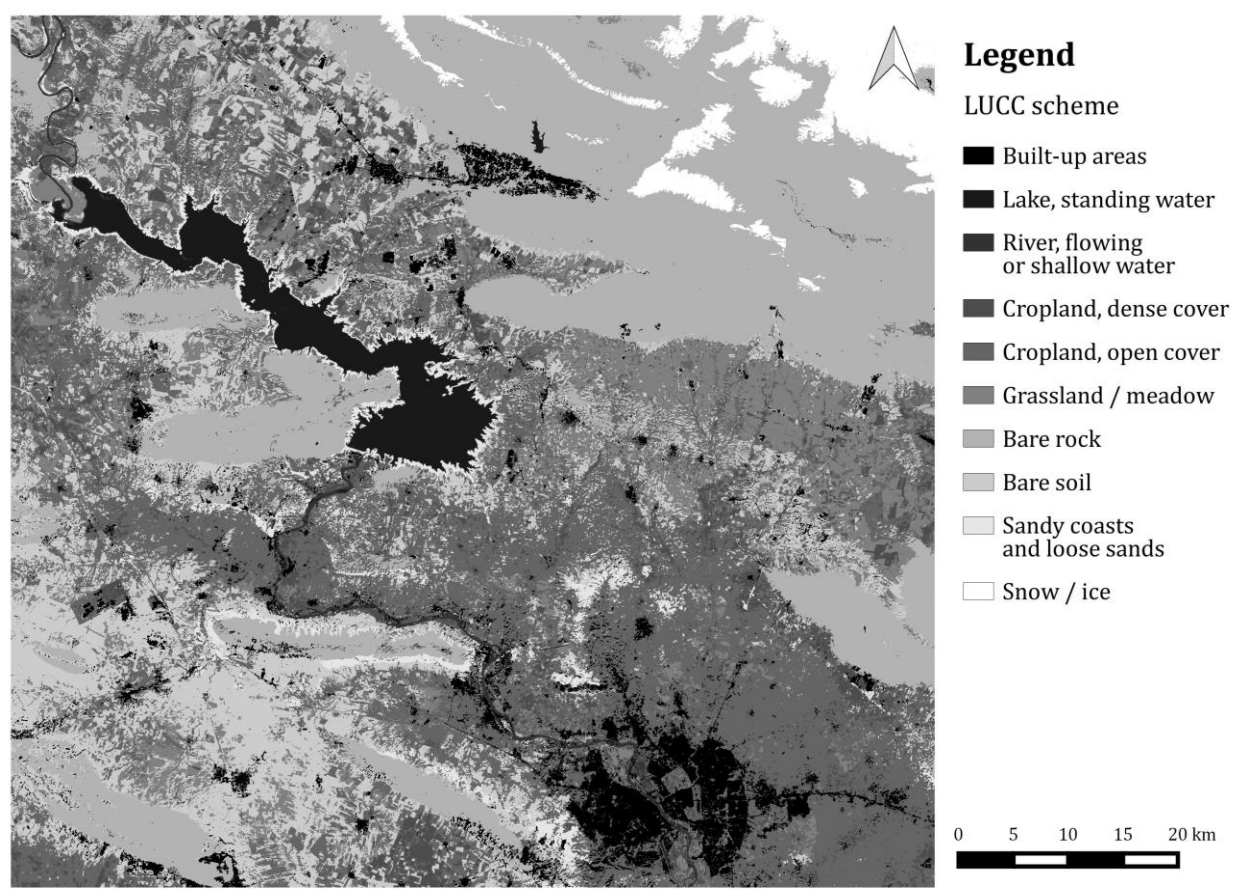 Legend
LUCC scheme
Built-up areas
Lake, standing water
River, flowing
or shallow water
Cropland, dense cover
Cropland, open cover
Grassland / meadow
Bare rock
Bare soil
Sandy coasts
and loose sands
Snow / ice
0 5 10 15 20 km